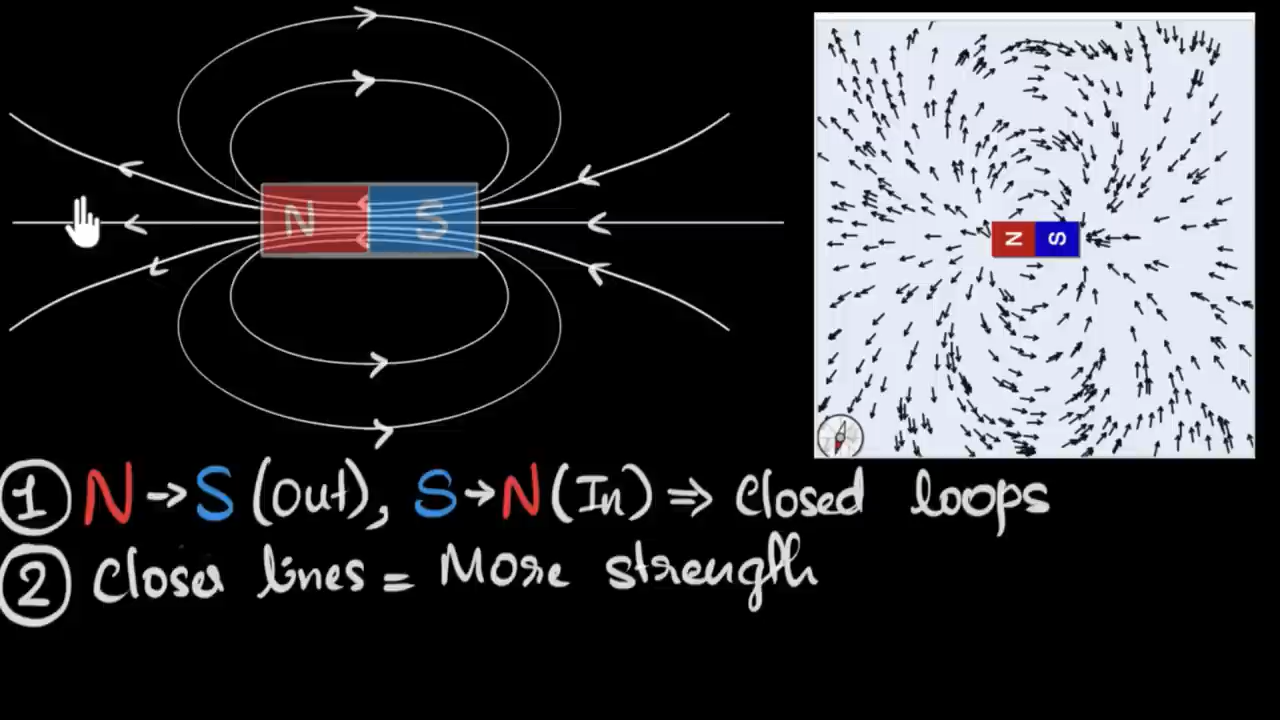 N S
N S
① N → S (Out), S → N (In) ⇒ Closed loops
② Closer lines = More strength